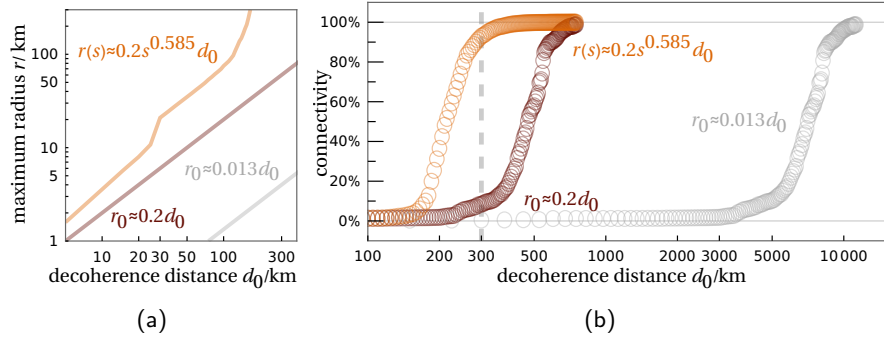 (a)
maximum radius r/ km
100
50
10
5
1
r(s)≈0.2s^0.585 d₀
r₀≈0.013d₀
r₀≈0.2d₀
10 20 30 50 100 300
decoherence distance d₀/km
(a)
(b)
connectivity
100%
80%
60%
40%
20%
0%
r(s)≈0.2s^0.585 d₀
r₀≈0.013d₀
r₀≈0.2d₀
100 200 300 500 1000 2000 3000 5000 10 000
decoherence distance d₀/km
(b)